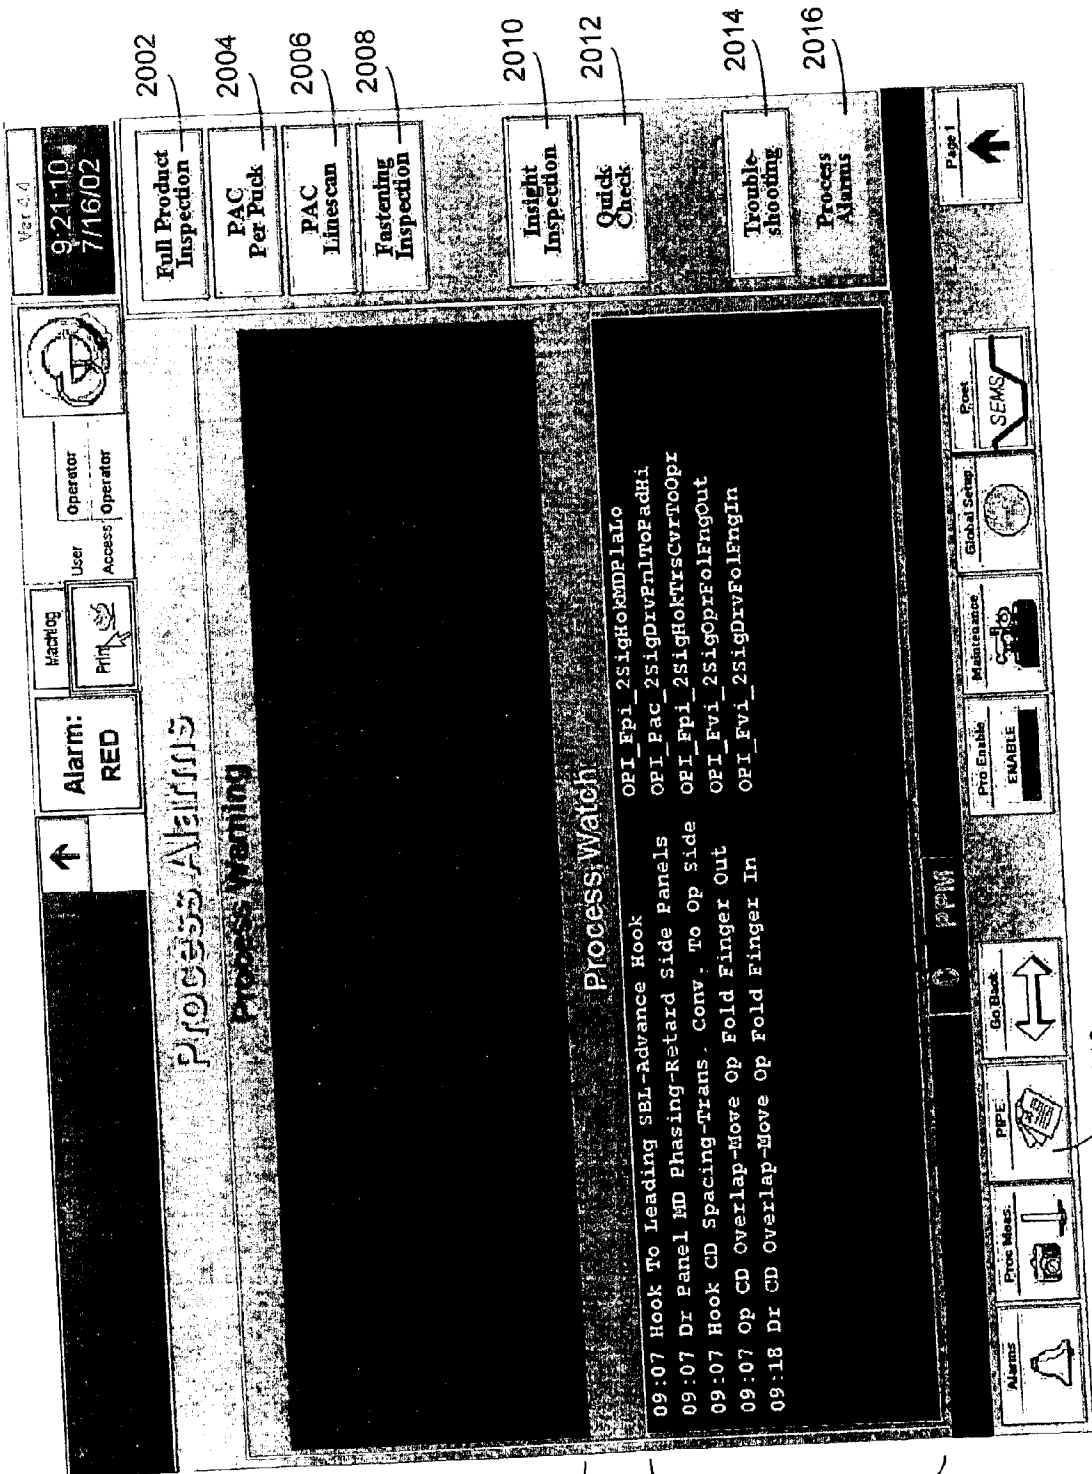 Alarm:
RED
Machlog
Print
User Operator
Access Operator
Ver 4.4
9:21:10
7/16/02
Process Alarms
Process Warning
Process Watch
09:07 Hook To Leading SBL-Advance Hook OPI_Fpi_2SigHokMDPlaLo
09:07 Dr Panel MD Phasing-Retard Side Panels OPI_Pac_2SigDrvPnlToPadHi
09:07 Hook CD Spacing-Trans. Conv. To Op Side OPI_Fpi_2SigHokTrsCvrToOpr
09:07 Op CD Overlap-Move Op Fold Finger Out OPI_Fvi_2SigOprFolFngOut
09:18 Dr CD Overlap-Move Op Fold Finger In OPI_Fvi_2SigDrvFolFngIn
Full Product
Inspection
2002
PAC
Per Puck
2004
PAC
Linescan
2006
Fastening
Inspection
2008
Insight
Inspection
2010
Quick
Check
2012
Trouble-
shooting
2014
Proces
Alarms
2016
0 PPM
Alarms
Proc Meas.
PIPE
Go Back
Pro Enable
ENABLE
Maintenance
Global Setup
Post
SEMS
Page 1